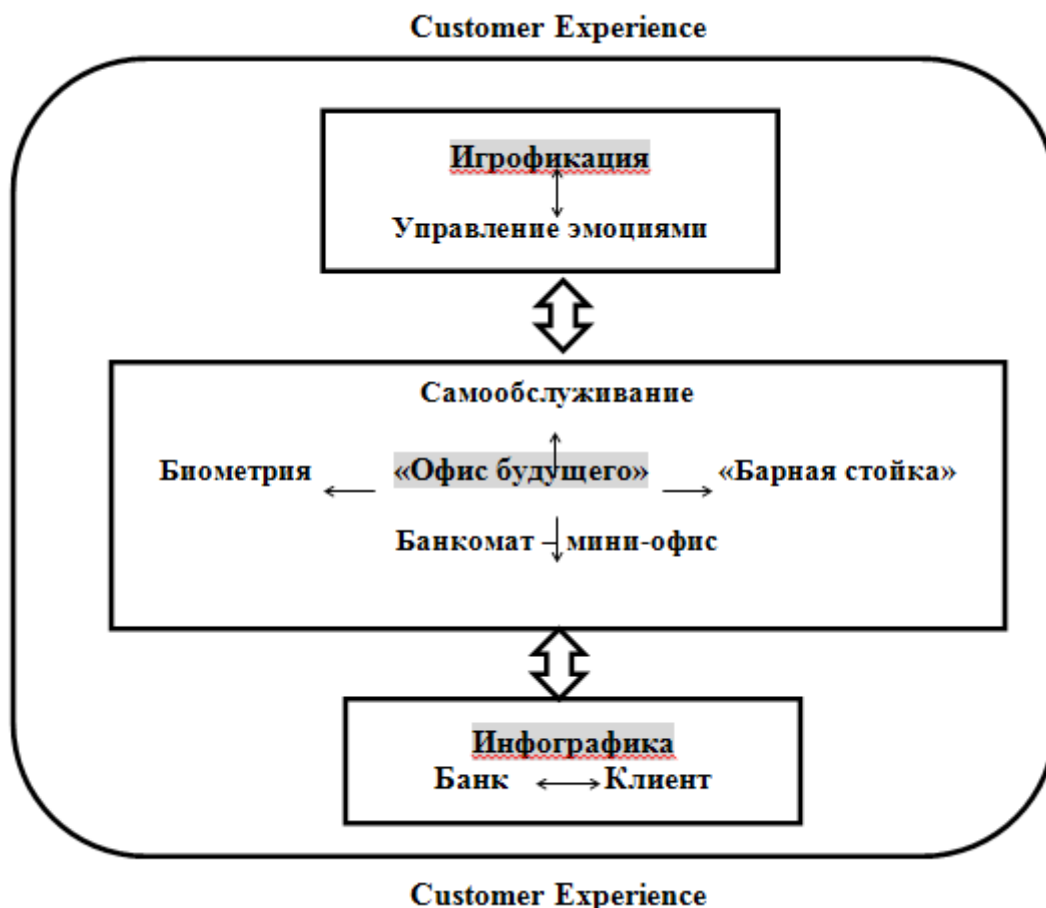 Customer Experience
Игрофикация
Управление эмоциями
Самообслуживание
Биометрия «Офис будущего» «Барная стойка»
Банкомат – мини-офис
Инфографика
Банк Клиент
Customer Experience